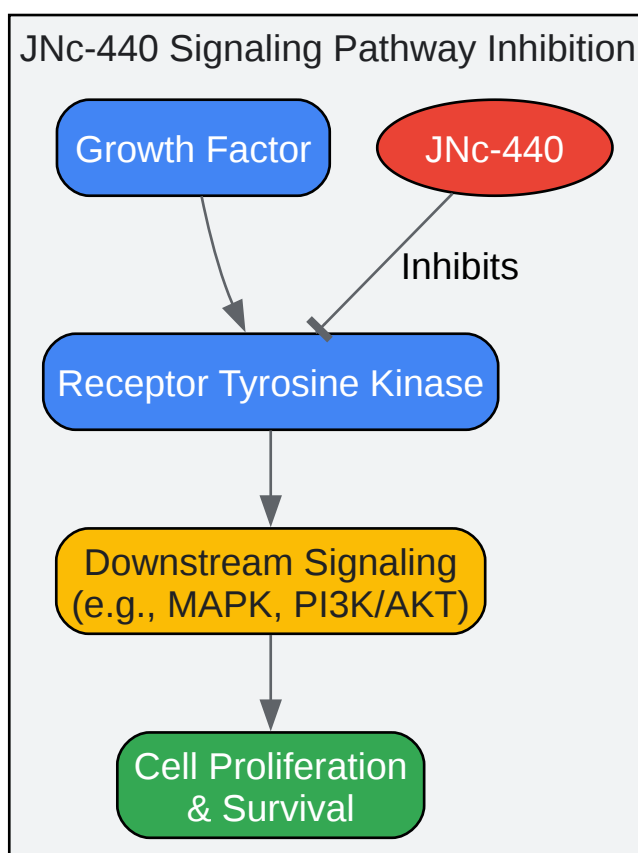 JNc-440 Signaling Pathway Inhibition
Growth Factor
JNc-440
Inhibits
Receptor Tyrosine Kinase
Downstream Signaling
(e.g., MAPK, PI3K/AKT)
Cell Proliferation
& Survival